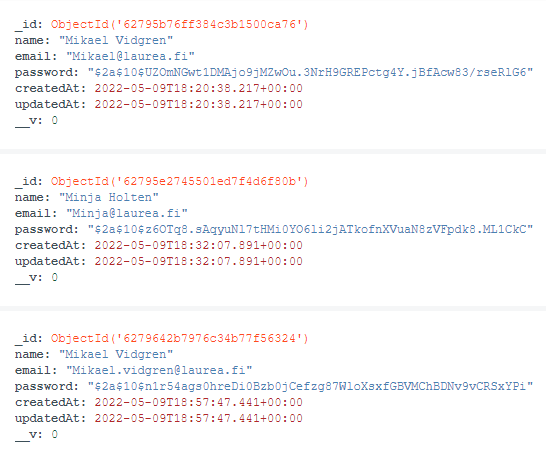 _id: ObjectId('62795b76ff384c3b1500ca76')
name: "Mikael Vidgren"
email: "Mikael@laurea.fi"
password: "$2a$10$UZOmNGwt1DMAjo9jMZwOu.3NrH9GREPctg4Y.jBfAcw83/rseRlG6"
createdAt: 2022-05-09T18:20:38.217+00:00
updatedAt: 2022-05-09T18:20:38.217+00:00
__v: 0
_id: ObjectId('62795e2745501ed7f4d6f80b')
name: "Minja Holten"
email: "Minja@laurea.fi"
password: "$2a$10$z6OTq8.sAqyuNl7tHMi0YO6li2jATkofnXVuaN8zVFpdk8.ML1CkC"
createdAt: 2022-05-09T18:32:07.891+00:00
updatedAt: 2022-05-09T18:32:07.891+00:00
__v: 0
_id: ObjectId('6279642b7976c34b77f56324')
name: "Mikael Vidgren"
email: "Mikael.vidgren@laurea.fi"
password: "$2a$10$n1r54ags0hreDi0Bzb0jCefzg87WloXsxfGBVMChBDNv9vCRSxYPi"
createdAt: 2022-05-09T18:57:47.441+00:00
updatedAt: 2022-05-09T18:57:47.441+00:00
__v: 0